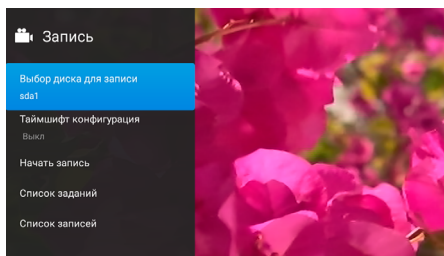 Запись
Выбор диска для записи
sda1
Таймшифт конфигурация
Выкл
Начать запись
Список заданий
Список записей